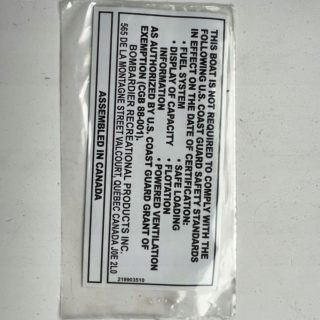 THIS BOAT IS NOT REQUIRED TO COMPLY WITH THE
FOLLOWING U.S. COAST GUARD SAFETY STANDARDS
IN EFFECT ON THE DATE OF CERTIFICATION:
• FUEL SYSTEM • SAFE LOADING
• DISPLAY OF CAPACITY • FLOTATION
INFORMATION • POWERED VENTILATION
AS AUTHORIZED BY U.S. COAST GUARD GRANT OF
EXEMPTION (CGB 88-001).
BOMBARDIER RECREATIONAL PRODUCTS INC.
565 DE LA MONTAGNE STREET VALCOURT, QUEBEC CANADA J0E 2L0
ASSEMBLED IN CANADA
219903510